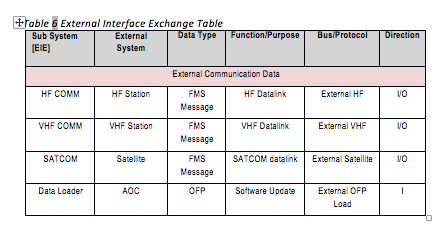 Table 6 External Interface Exchange Table
Sub System External Data Type Function/Purpose Bus/Protocol Direction
[EIE] System
External Communication Data
HF COMM HF Station FMS HF Datalink External HF I/O
Message
VHF COMM VHF Station FMS VHF Datalink External VHF I/O
Message
SATCOM Satellite FMS SATCOM datalink External Satellite I/O
Message
Data Loader AOC OFP Software Update External OFP I
Load